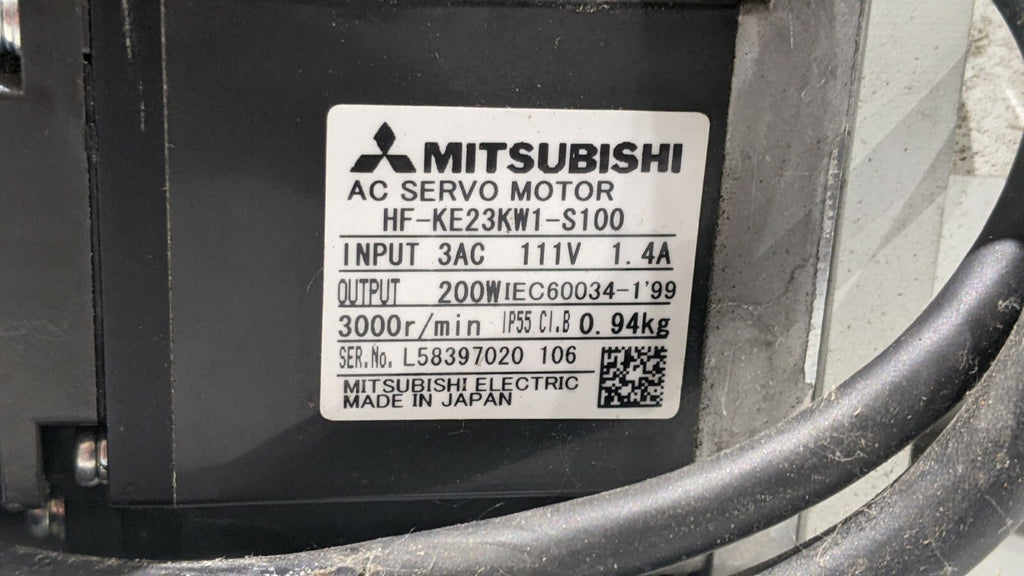 MITSUBISHI
AC SERVO MOTOR
HF-KE23KW1-S100
INPUT 3AC 111V 1.4A
OUTPUT 200W IEC60034-1'99
3000r/min IP55 CI.B 0.94kg
SER.No. L58397020 106
MITSUBISHI ELECTRIC
MADE IN JAPAN